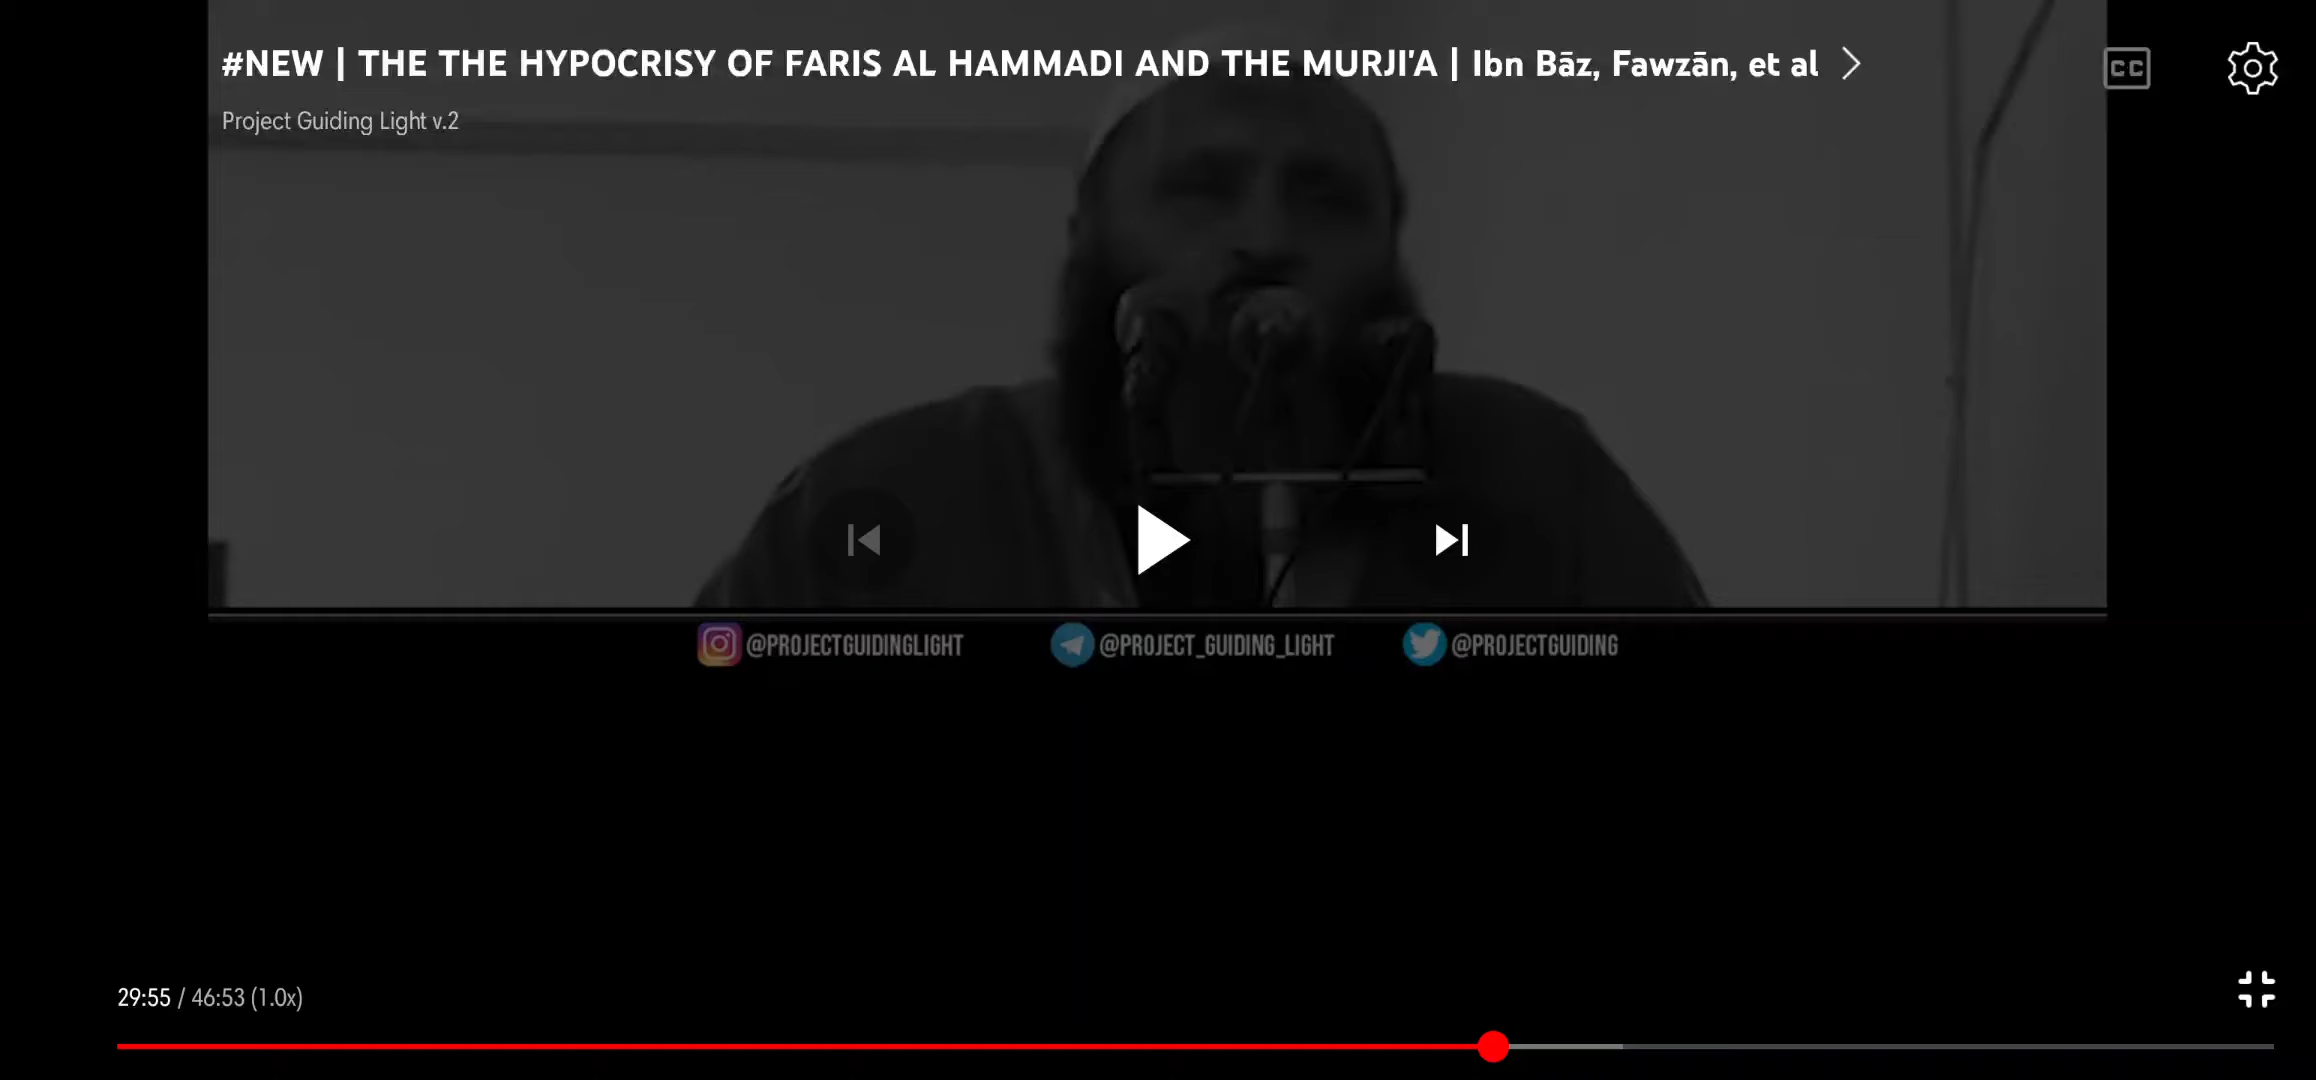 #NEW | THE THE HYPOCRISY OF FARIS AL HAMMADI AND THE MURJI'A | Ibn Bāz, Fawzān, et al
CC
Project Guiding Light v.2
@PROJECTGUIDINGLIGHT @PROJECT_GUIDING_LIGHT @PROJECTGUIDING
29:55 / 46:53 (1.0x)